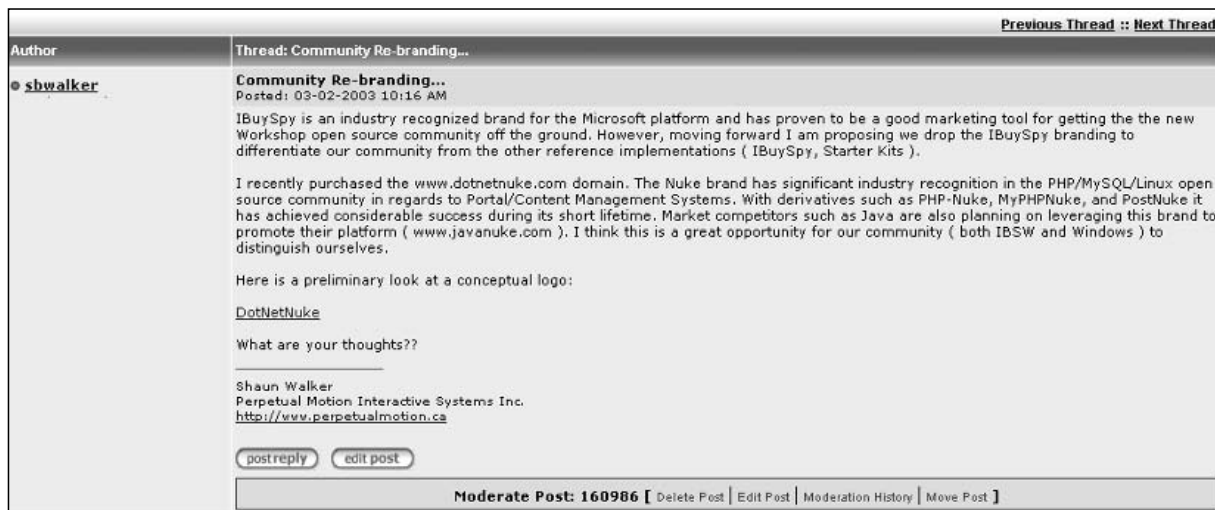 Previous Thread :: Next Thread
Author
Thread: Community Re-branding...
sbwalker
Community Re-branding...
Posted: 03-02-2003 10:16 AM
IBuySpy is an industry recognized brand for the Microsoft platform and has proven to be a good marketing tool for getting the the new
Workshop open source community off the ground. However, moving forward I am proposing we drop the IBuySpy branding to
differentiate our community from the other reference implementations ( IBuySpy, Starter Kits ).
I recently purchased the www.dotnetnuke.com domain. The Nuke brand has significant industry recognition in the PHP/MySQL/Linux open
source community in regards to Portal/Content Management Systems. With derivatives such as PHP-Nuke, MyPHPNuke, and PostNuke it
has achieved considerable success during its short lifetime. Market competitors such as Java are also planning on leveraging this brand to
promote their platform ( www.javanuke.com ). I think this is a great opportunity for our community ( both IBSW and Windows ) to
distinguish ourselves.
Here is a preliminary look at a conceptual logo:
DotNetNuke
What are your thoughts??
Shaun Walker
Perpetual Motion Interactive Systems Inc.
http://www.perpetualmotion.ca
post reply
edit post
Moderate Post: 160986 [ Delete Post | Edit Post | Moderation History | Move Post ]